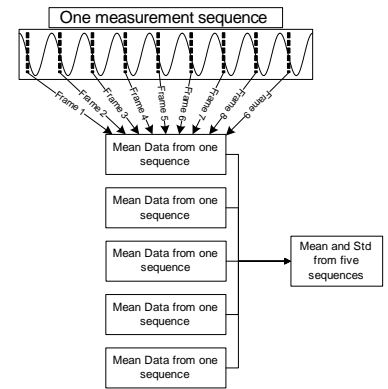 One measurement sequence
Frame 1
Frame 2
Frame 3
Frame 4
Frame 5
Frame 6
Frame 7
Frame 8
Frame 9
Mean Data from one
sequence
Mean Data from one
sequence
Mean Data from one
sequence
Mean Data from one
sequence
Mean Data from one
sequence
Mean and Std
from five
sequences